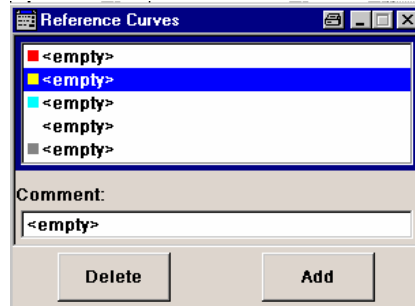 Reference Curves
<empty>
<empty>
<empty>
<empty>
<empty>
Comment:
<empty>
Delete Add